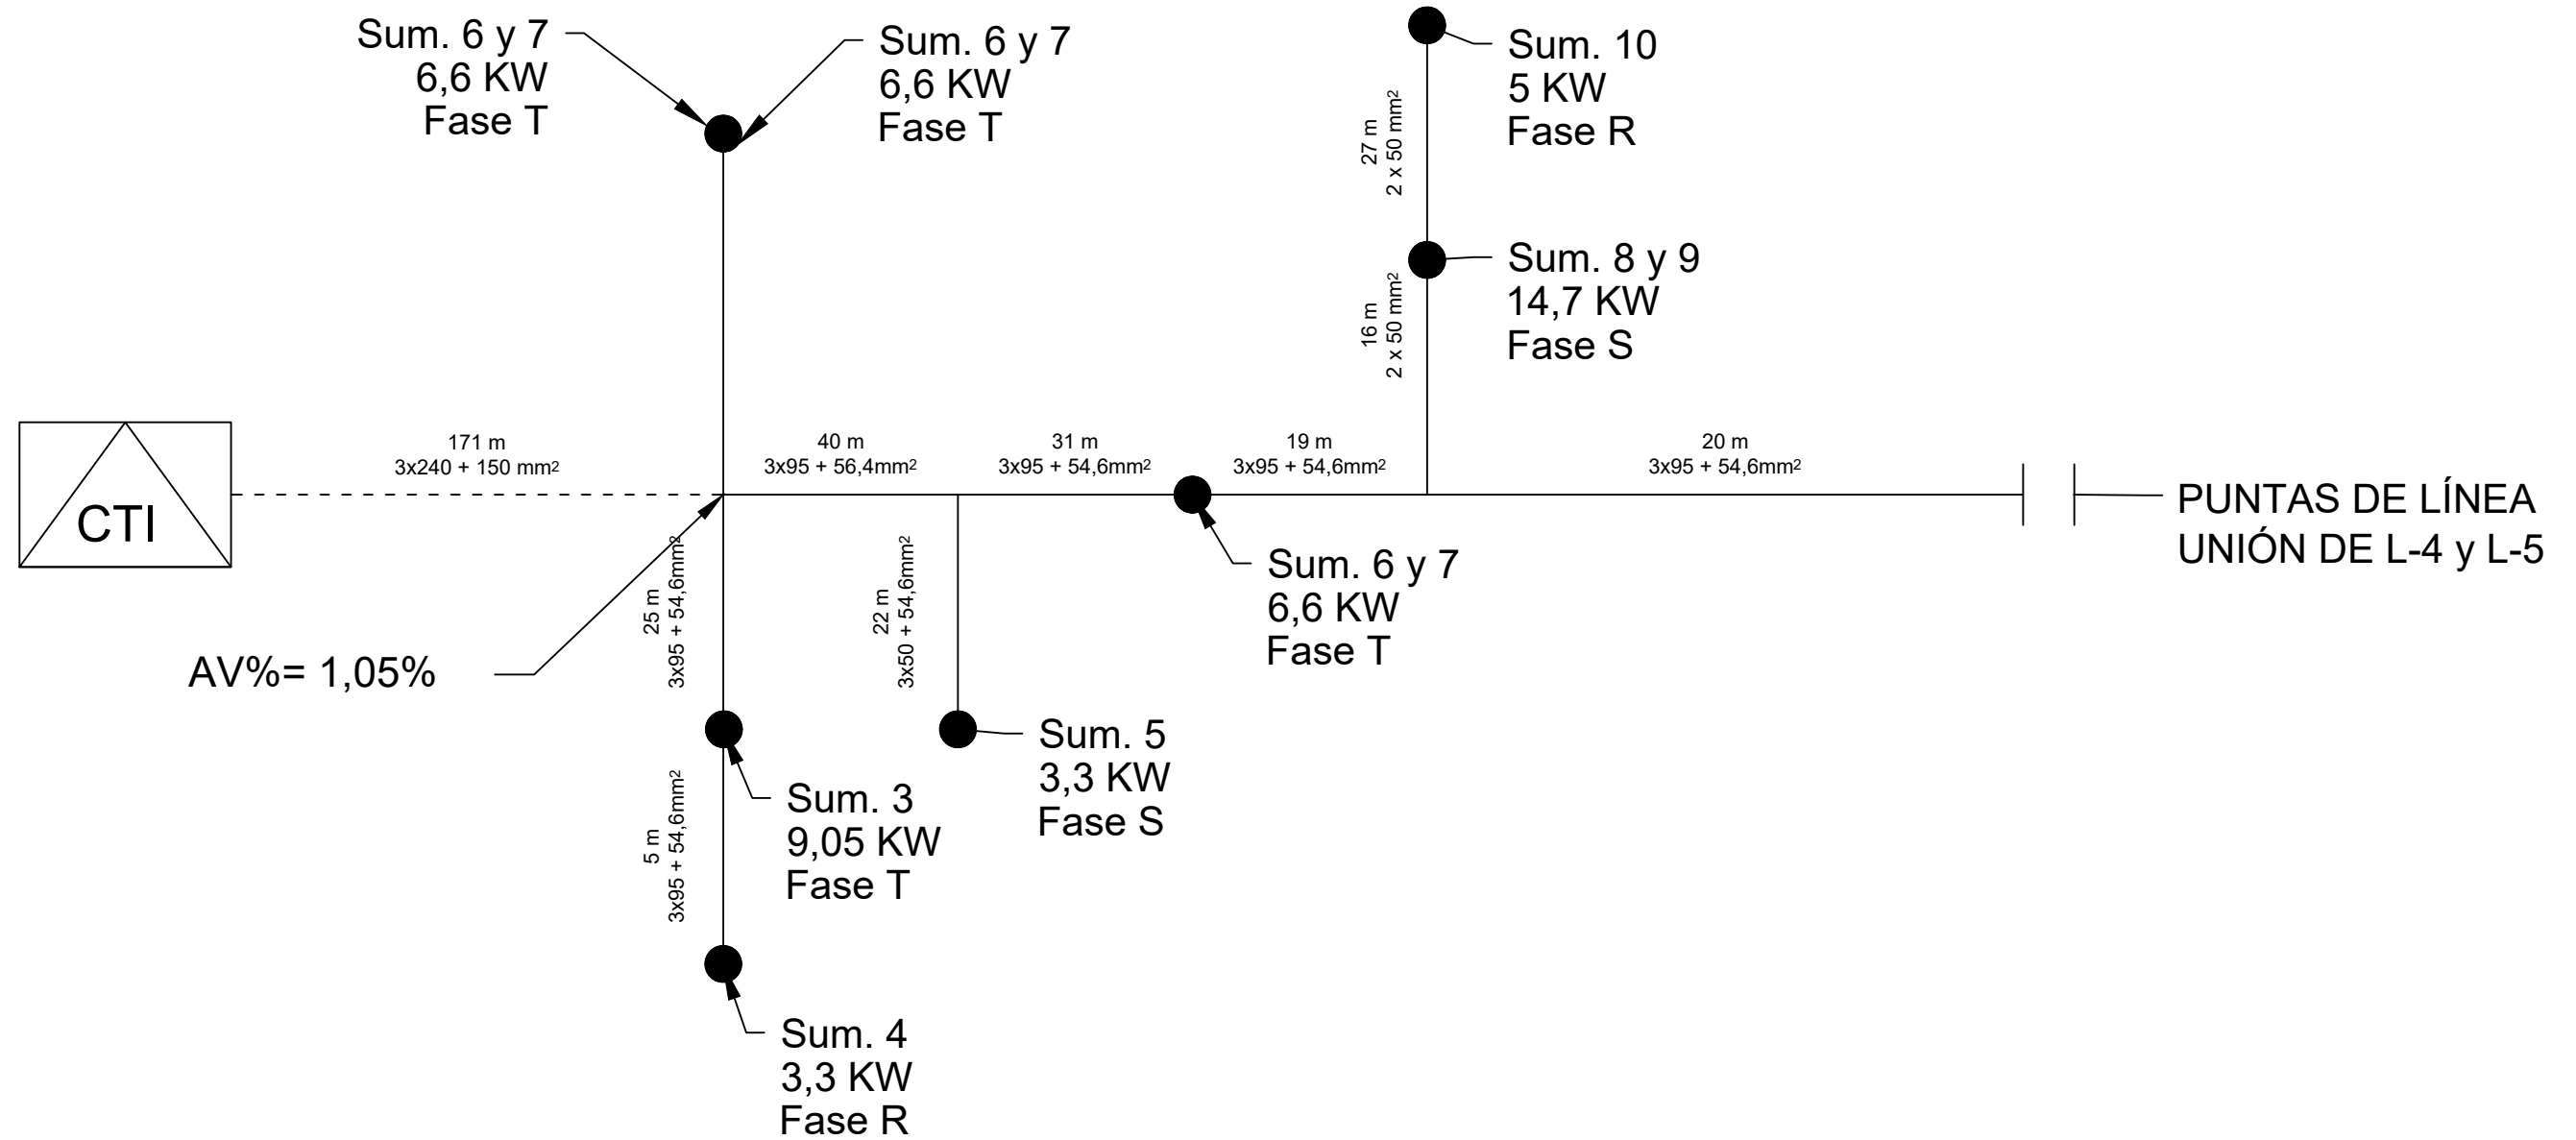 Sum. 6 y 7
6,6 KW
Fase T
Sum. 6 y 7
6,6 KW
Fase T
Sum. 10
5 KW
Fase R
27 m
2 x 50 mm²
Sum. 8 y 9
14,7 KW
Fase S
16 m
2 x 50 mm²
CTI
171 m
3x240 + 150 mm²
40 m
3x95 + 56,4mm²
31 m
3x95 + 54,6mm²
19 m
3x95 + 54,6mm²
20 m
3x95 + 54,6mm²
PUNTAS DE LÍNEA
UNIÓN DE L-4 y L-5
Sum. 6 y 7
6,6 KW
Fase T
AV%= 1,05%
25 m
3x95 + 54,6mm²
22 m
3x50 + 54,6mm²
Sum. 5
3,3 KW
Fase S
Sum. 3
9,05 KW
Fase T
5 m
3x95 + 54,6mm²
Sum. 4
3,3 KW
Fase R